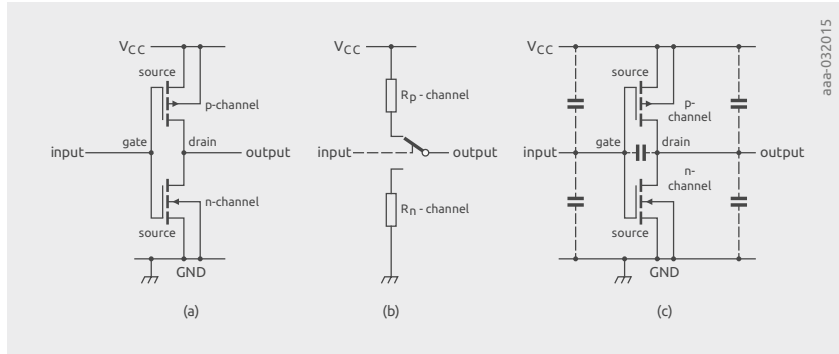 VCC
source
p-channel
gate
drain
input
output
n-channel
source
GND
(a)
VCC
Rp - channel
input
output
Rn - channel
(b)
VCC
source
p-
channel
gate
drain
input
output
n-
channel
source
GND
(c)
aaa-032015